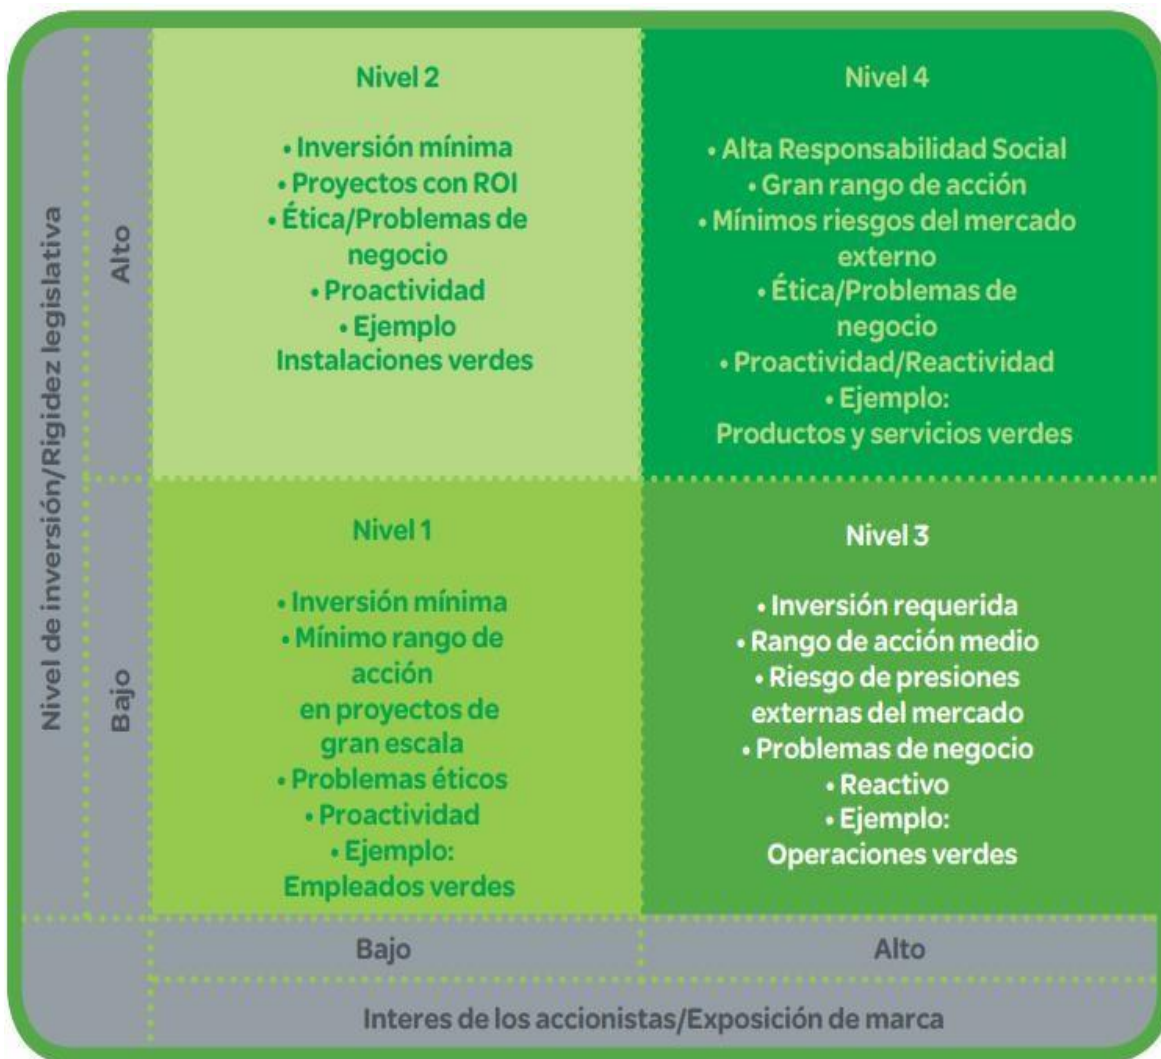 Nivel de inversión/Rigidez legislativa
Alto
Nivel 2
• Inversión mínima
• Proyectos con ROI
• Ética/Problemas de
negocio
• Proactividad
• Ejemplo
Instalaciones verdes
Nivel 4
• Alta Responsabilidad Social
• Gran rango de acción
• Mínimos riesgos del mercado
externo
• Ética/Problemas de
negocio
• Proactividad/Reactividad
• Ejemplo:
Productos y servicios verdes
Bajo
Nivel 1
• Inversión mínima
• Mínimo rango de
acción
en proyectos de
gran escala
• Problemas éticos
• Proactividad
• Ejemplo:
Empleados verdes
Nivel 3
• Inversión requerida
• Rango de acción medio
• Riesgo de presiones
externas del mercado
• Problemas de negocio
• Reactivo
• Ejemplo:
Operaciones verdes
Bajo
Alto
Interes de los accionistas/Exposición de marca